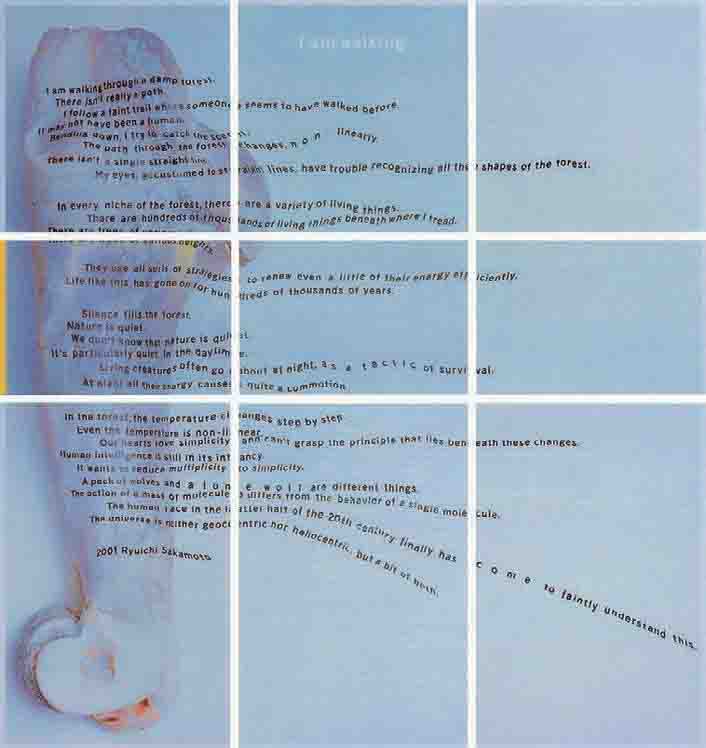 I am walking
I am walking through a damp forest.
There isn't really a path.
I follow a faint trail where someone seems to have walked before.
It may not have been a human.
Bending down, I try to catch the scent.
The path through the forest changes, non linearly.
there isn't a single straight line.
My eyes, accustomed to straight lines, have trouble recognizing all the shapes of the forest.
In every niche of the forest, there are a variety of living things.
There are hundreds of thousands of living things beneath where I tread.
There are trees of various heights.
They use all sorts of strategies to renew even a little of their energy efficiently.
Life like this has gone on for hundreds of thousands of years.
Silence fills the forest.
Nature is quiet.
We don't know that nature is quiet.
It's particularly quiet in the daytime.
Living creatures often go about at night, as a tactic of survival.
At night all their energy causes quite a commotion
In the forest, the temperature changes step by step
Even the temperture is non-linear.
Our hearts love simplicity and can't grasp the principle that lies beneath these changes.
Human intelligence is still in its infancy.
It wants to reduce multiplicity to simplicity.
A pack of wolves and a lone wolf are different things.
The action of a mass of molecules differs from the behavior of a single molecule.
The human race in the latter half of the 20th century finally has come to faintly understand this.
The universe is neither geocentric nor heliocentric, but a bit of both.
2001 Ryuichi Sakamoto